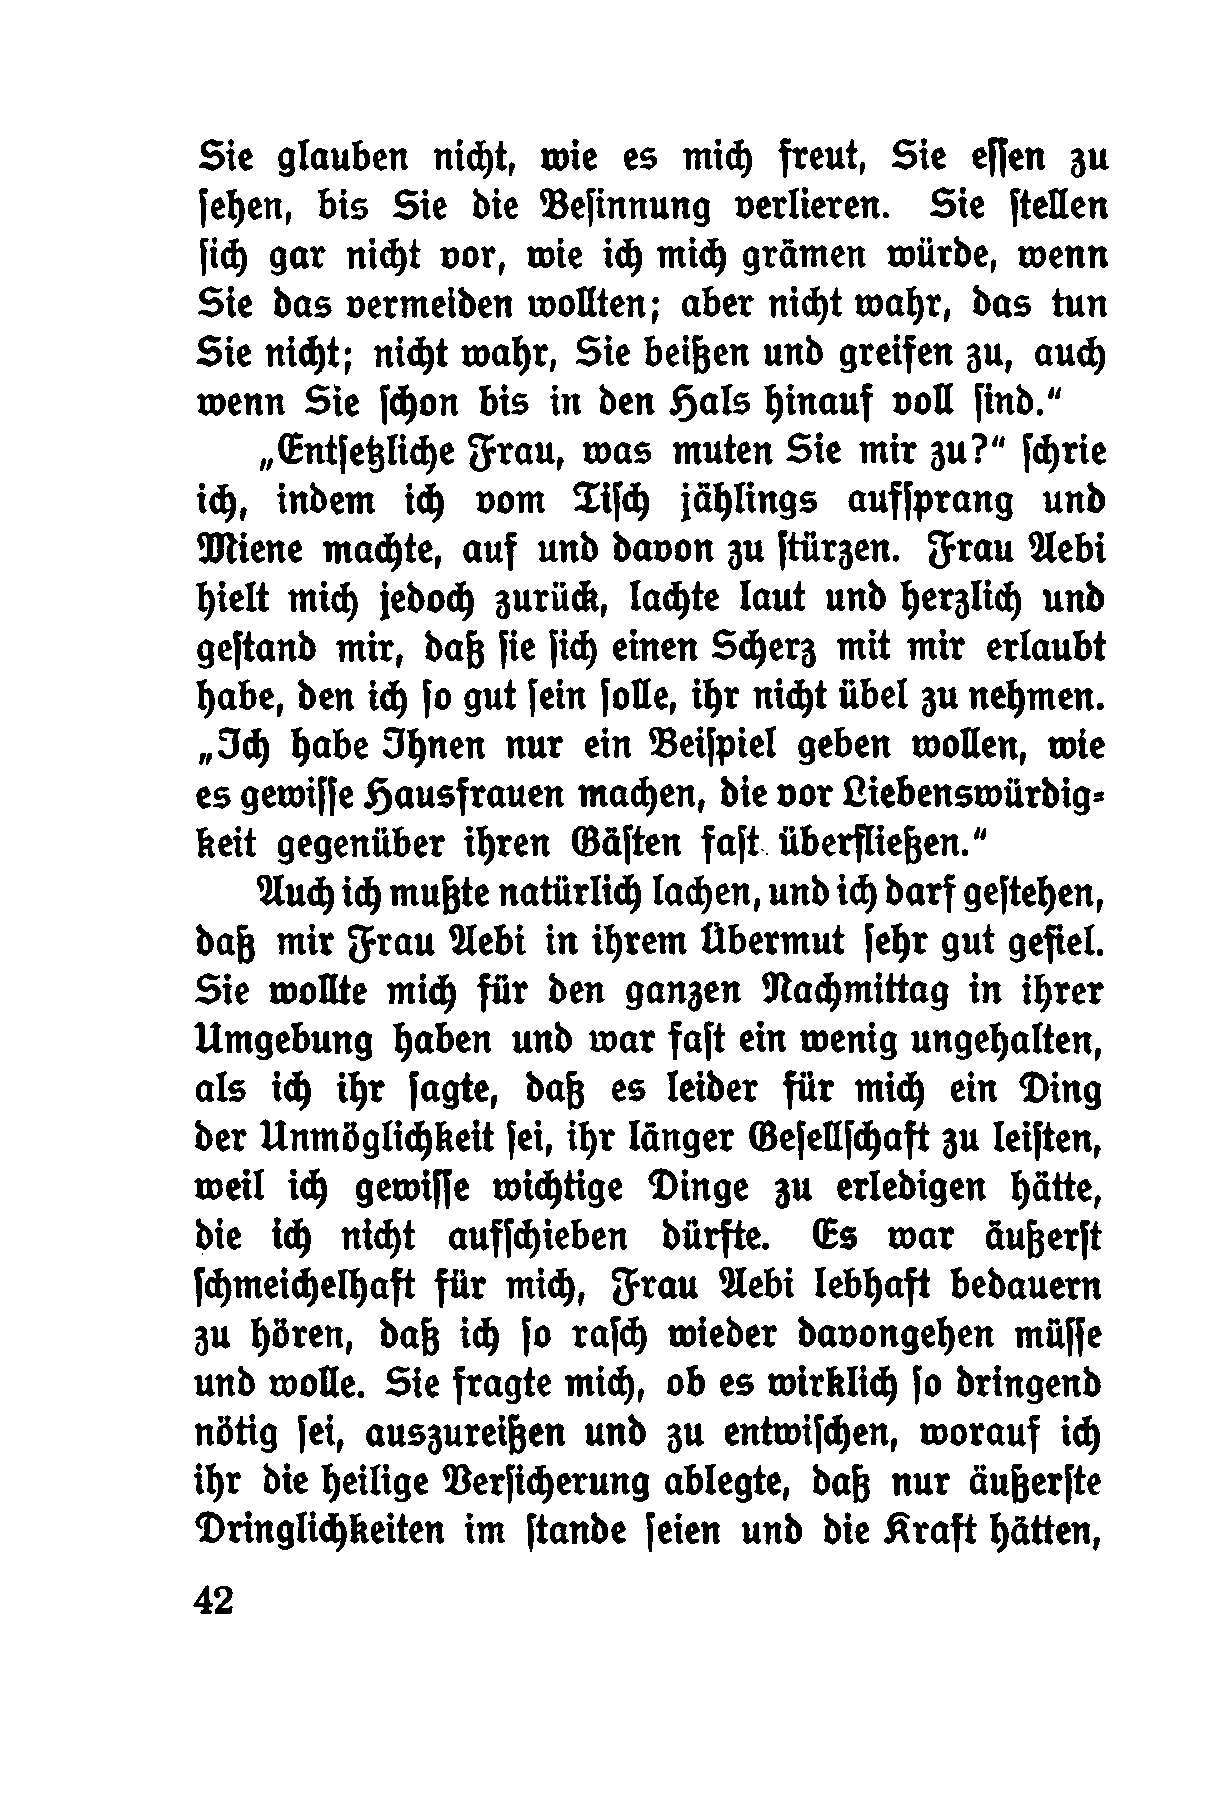 Sie glauben nicht, wie es mich freut, Sie essen zu
sehen, bis Sie die Besinnung verlieren. Sie stellen
sich gar nicht vor, wie ich mich grämen würde, wenn
Sie das vermeiden wollten; aber nicht wahr, das tun
Sie nicht; nicht wahr, Sie beißen und greifen zu, auch
wenn Sie schon bis in den Hals hinauf voll sind.“
„Entsetzliche Frau, was muten Sie mir zu?“ schrie
ich, indem ich vom Tisch jählings aufsprang und
Miene machte, auf und davon zu stürzen. Frau Aebi
hielt mich jedoch zurück, lachte laut und herzlich und
gestand mir, daß sie sich einen Scherz mit mir erlaubt
habe, den ich so gut sein solle, ihr nicht übel zu nehmen.
„Ich habe Ihnen nur ein Beispiel geben wollen, wie
es gewisse Hausfrauen machen, die vor Liebenswürdig-
keit gegenüber ihren Gästen fast überfließen.“
Auch ich mußte natürlich lachen, und ich darf gestehen,
daß mir Frau Aebi in ihrem Übermut sehr gut gefiel.
Sie wollte mich für den ganzen Nachmittag in ihrer
Umgebung haben und war fast ein wenig ungehalten,
als ich ihr sagte, daß es leider für mich ein Ding
der Unmöglichkeit sei, ihr länger Gesellschaft zu leisten,
weil ich gewisse wichtige Dinge zu erledigen hätte,
die ich nicht aufschieben dürfte. Es war äußerst
schmeichelhaft für mich, Frau Aebi lebhaft bedauern
zu hören, daß ich so rasch wieder davongehen müsse
und wolle. Sie fragte mich, ob es wirklich so dringend
nötig sei, auszureißen und zu entwischen, worauf ich
ihr die heilige Versicherung ablegte, daß nur äußerste
Dringlichkeiten im stande seien und die Kraft hätten,
42